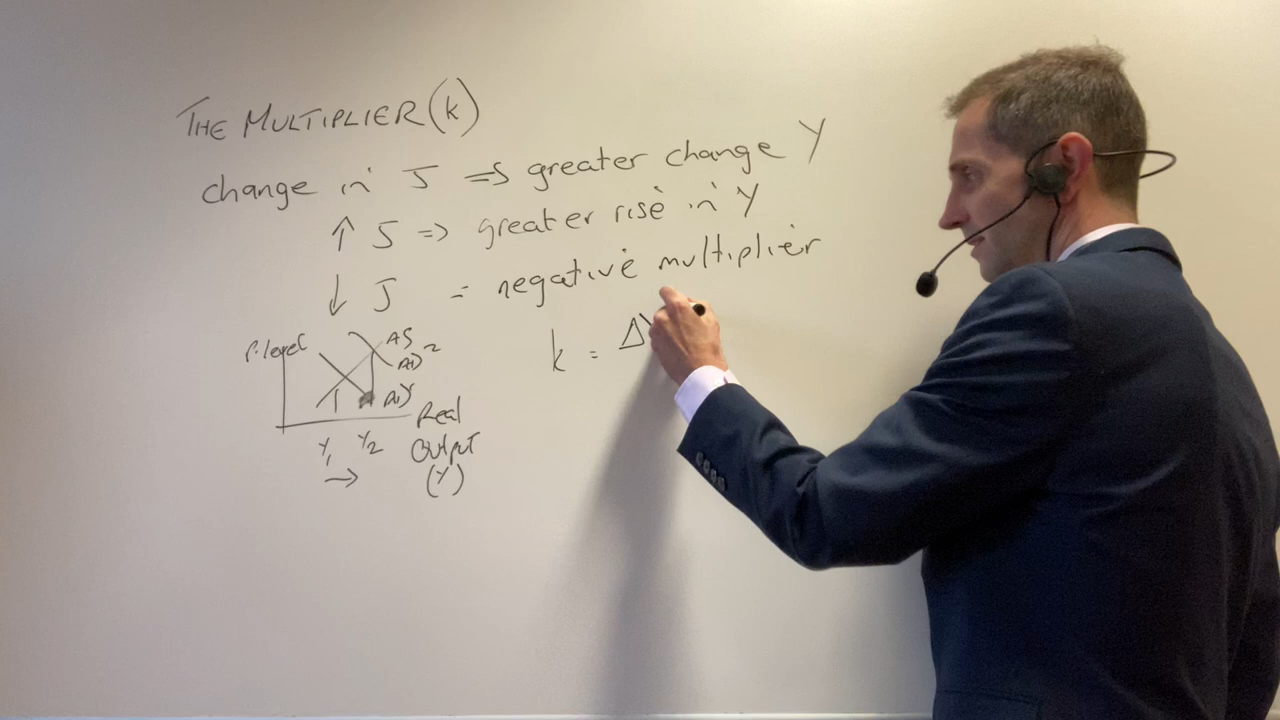 THE MULTIPLIER (k)
change in J => greater change Y
↑ J => greater rise in Y
↓ J = negative multiplier
k = ΔY
P. level
AS
AD2
AD1
Real
Output
(Y)
Y1 Y2
→